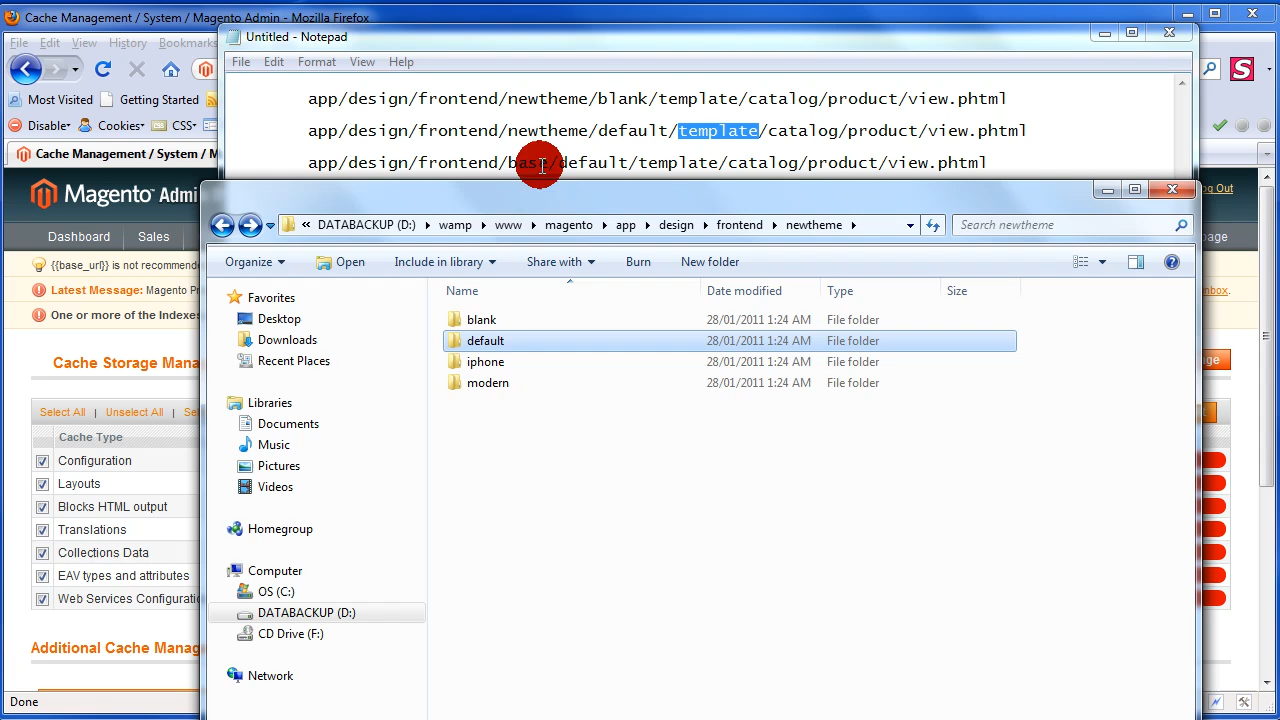 Cache Management / System / Magento Admin - Mozilla Firefox
Untitled - Notepad
File Edit View History Bookmarks
File Edit Format View Help
Most Visited Getting Started
Disable Cookies CSS
app/design/frontend/newtheme/blank/template/catalog/product/view.phtml
app/design/frontend/newtheme/default/template/catalog/product/view.phtml
app/design/frontend/base/default/template/catalog/product/view.phtml
Cache Management / System / M
Magento Admi
Log Out
Dashboard Sales
{{base_url}} is not recommende
Latest Message: Magento Pr
One or more of the Indexes
inbox.
« DATABACKUP (D:) wamp www magento app design frontend newtheme
Search newtheme
Organize Open Include in library Share with Burn New folder
Name Date modified Type Size
blank 28/01/2011 1:24 AM File folder
default 28/01/2011 1:24 AM File folder
iphone 28/01/2011 1:24 AM File folder
modern 28/01/2011 1:24 AM File folder
Favorites
Desktop
Downloads
Recent Places
Libraries
Documents
Music
Pictures
Videos
Homegroup
Computer
OS (C:)
DATABACKUP (D:)
CD Drive (F:)
Network
Cache Storage Mana
Select All | Unselect All | Se
Cache Type
Configuration
Layouts
Blocks HTML output
Translations
Collections Data
EAV types and attributes
Web Services Configuratio
Additional Cache Manag
Done